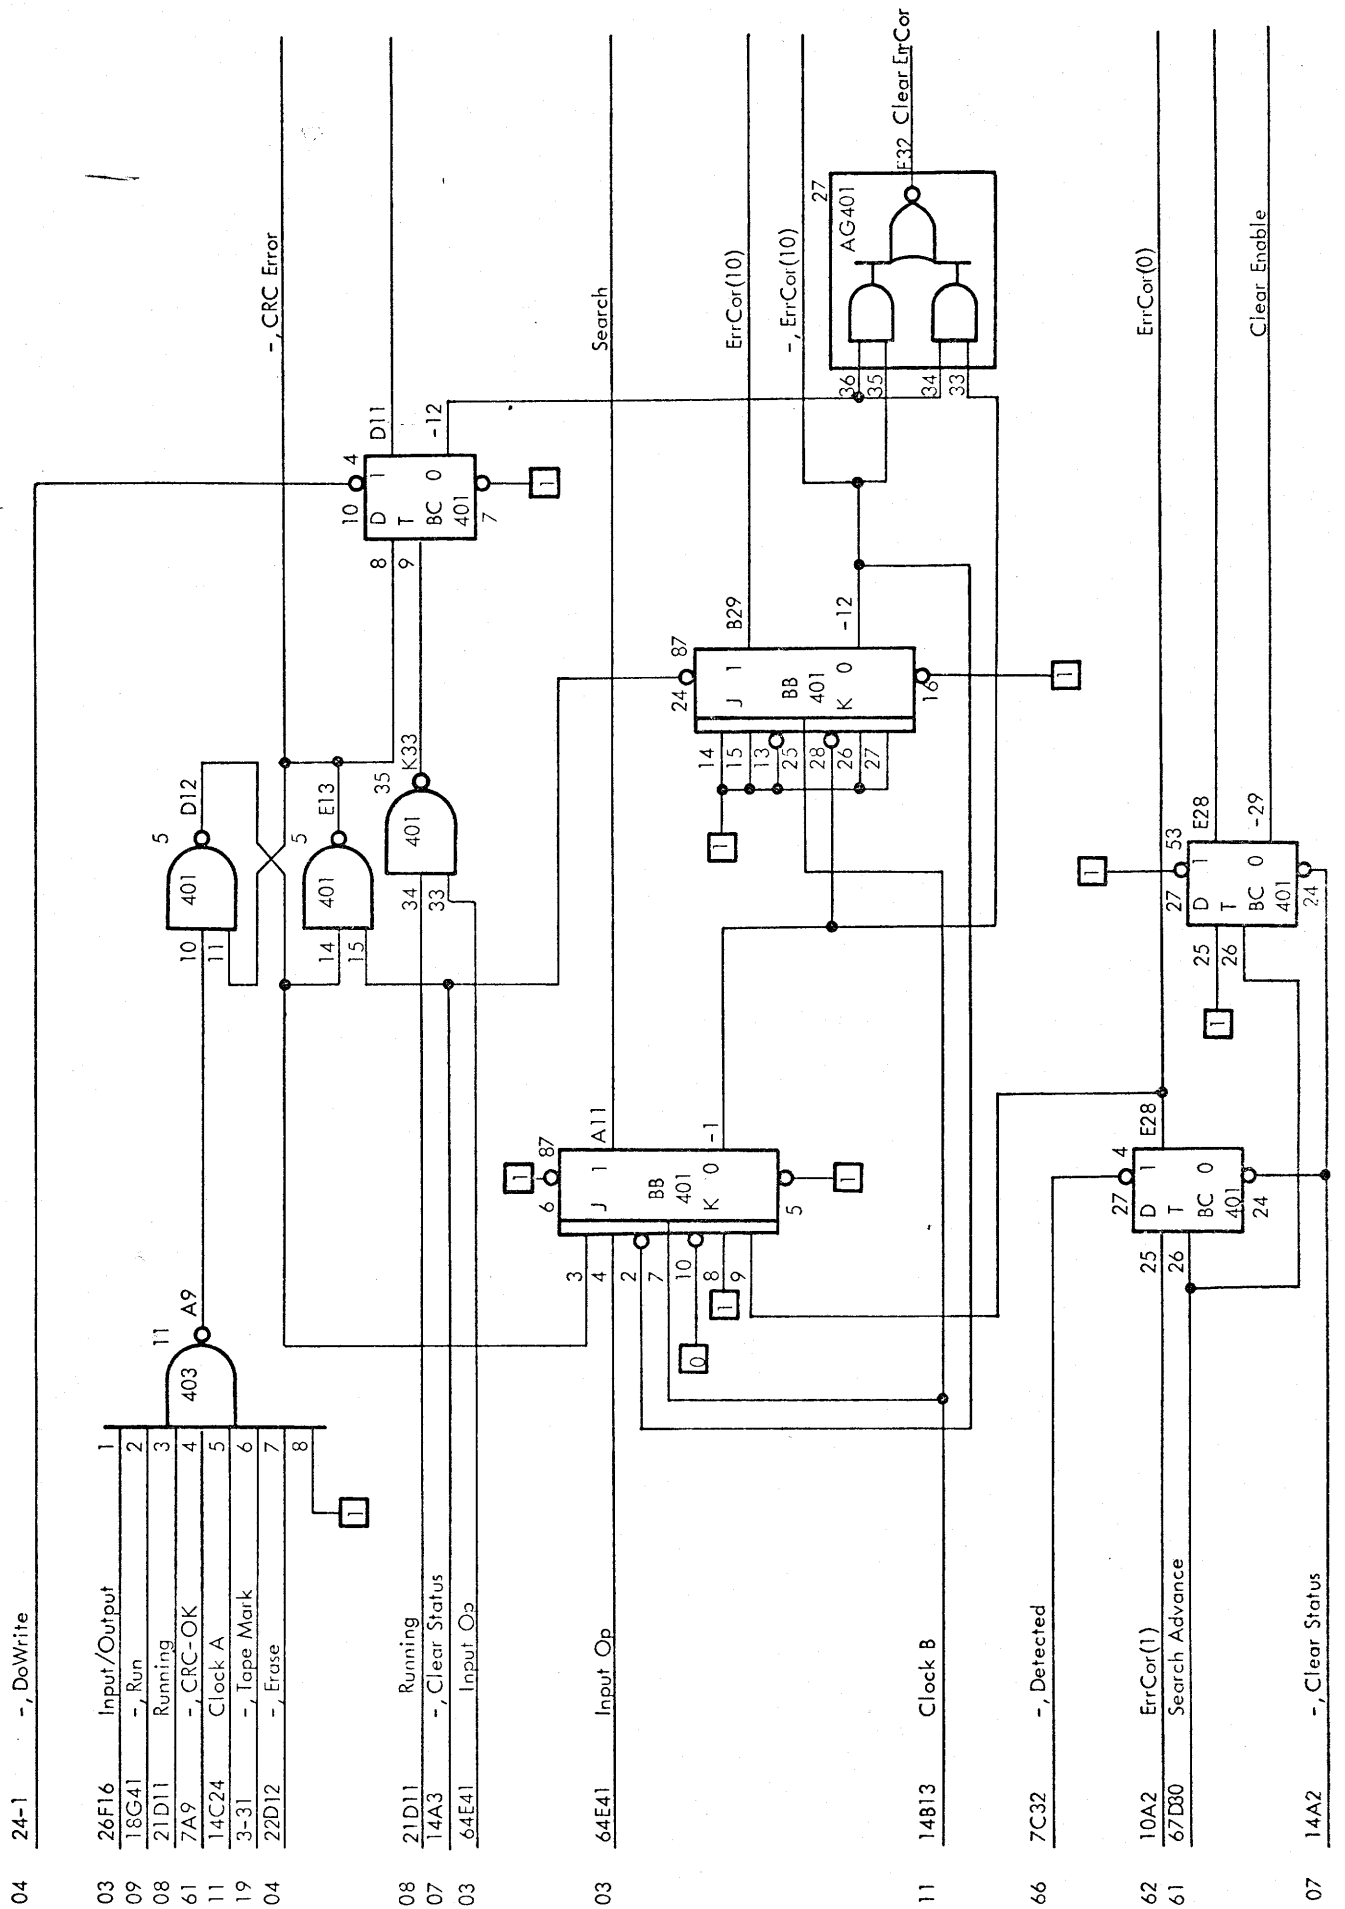 04 24-1 -, DoWrite
03 26F16 Input/Output 1
09 18G41 -, Run 2
08 21D11 Running 3
61 7A9 -, CRC-OK 4
11 14C24 Clock A 5
19 3-31 -, Tape Mark 6
04 22D12 -, Erase 7
8
1
403
11
A9
10
11
401
5
D12
14
15
401
5
E13
-, CRC Error
08 21D11 Running
07 14A3 -, Clear Status
03 64E41 Input Op
34
33
401
35
K33
8
9
10
4
D 1
T
BC 0
401
7
D11
-12
1
03 64E41 Input Op
3
4
2
7
10
8
9
0
1
1
6
87
J 1
BB
401
K 0
5
1
A11
-1
Search
14
15
13
25
28
26
27
1
24
87
J 1
BB
401
K 0
16
1
B29
-12
ErrCor(10)
-, ErrCor(10)
36
35
34
33
AG401
27
F32 Clear ErrCor
11 14B13 Clock B
66 7C32 -, Detected
62 10A2 ErrCor(1)
61 67D30 Search Advance
25
26
27
4
D 1
T
BC 0
401
24
E28
ErrCor(0)
1
25
26
1
27
53
D 1
T
BC 0
401
24
E28
-29
Clear Enable
07 14A2 -, Clear Status